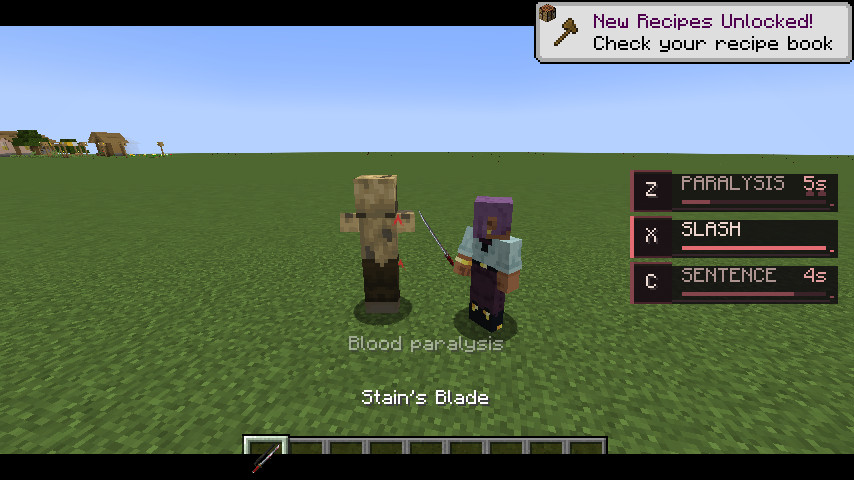 New Recipes Unlocked!
Check your recipe book
Z PARALYSIS 5s
X SLASH
C SENTENCE 4s
Blood paralysis
Stain's Blade